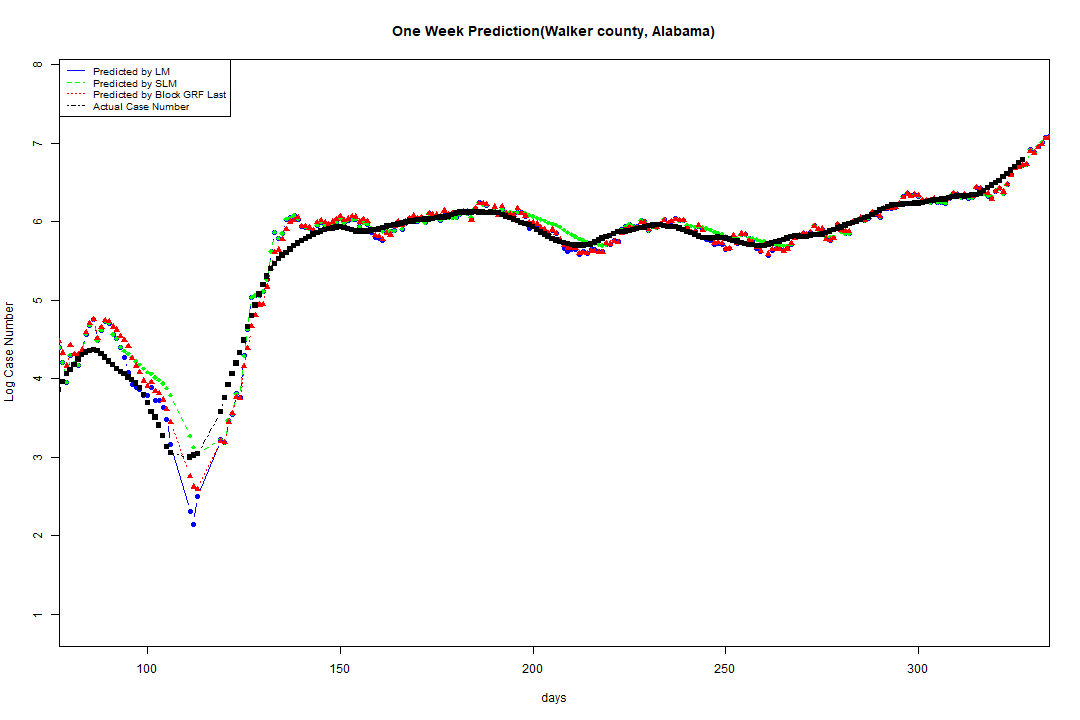 One Week Prediction(Walker county, Alabama)
8
Predicted by LM
Predicted by SLM
Predicted by Block GRF Last
Actual Case Number
7
6
5
4
3
2
1
Log Case Number
100 150 200 250 300
days